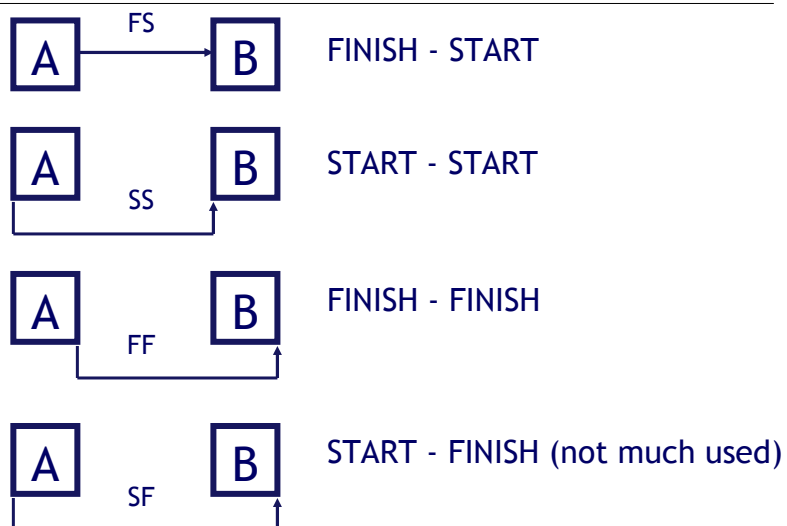 FS
A B FINISH - START
A B START - START
SS
A B FINISH - FINISH
FF
A B START - FINISH (not much used)
SF